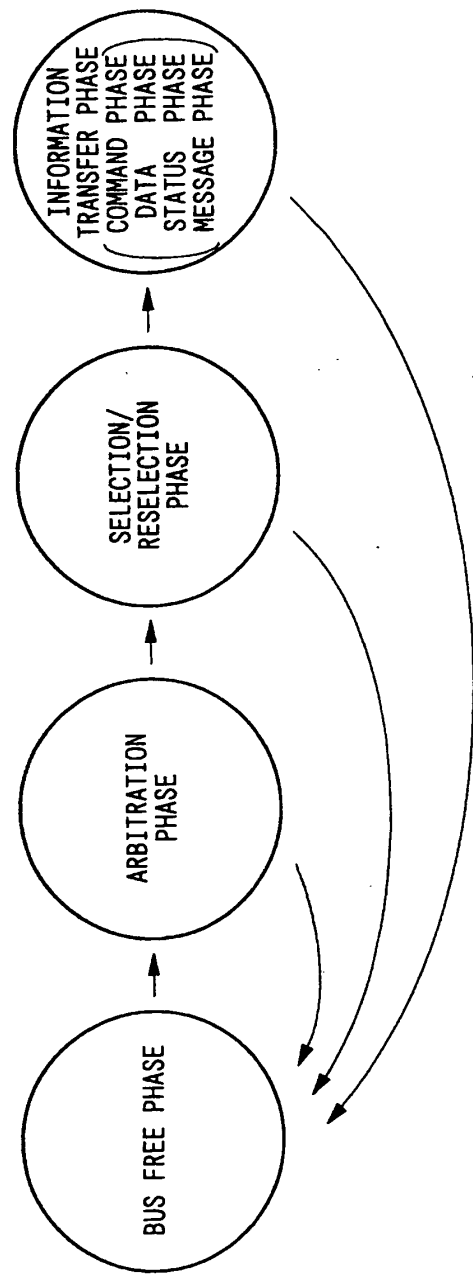 BUS FREE PHASE
ARBITRATION
PHASE
SELECTION/
RESELECTION
PHASE
INFORMATION
TRANSFER PHASE
(COMMAND PHASE)
DATA PHASE
STATUS PHASE
MESSAGE PHASE